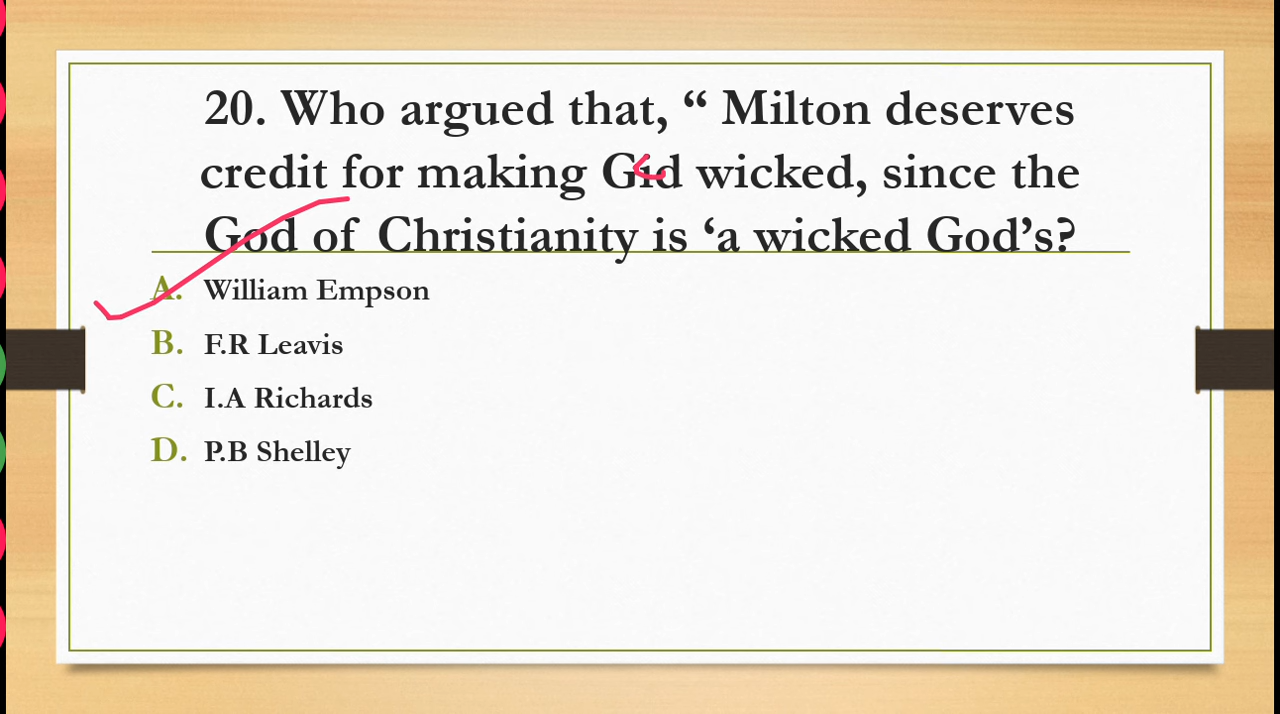 20. Who argued that, “ Milton deserves
credit for making Gid wicked, since the
God of Christianity is ‘a wicked God’s?
A. William Empson
B. F.R Leavis
C. I.A Richards
D. P.B Shelley